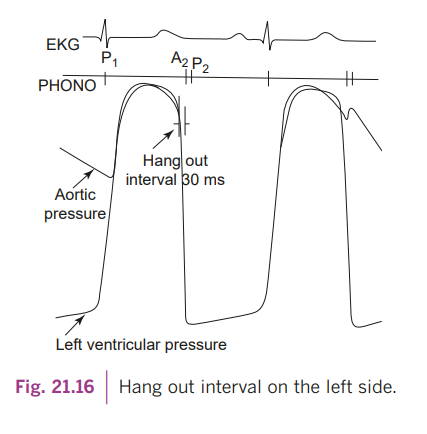 EKG
P1
A2 P2
PHONO
Hang out
interval 30 ms
Aortic
pressure
Left ventricular pressure
Fig. 21.16 Hang out interval on the left side.